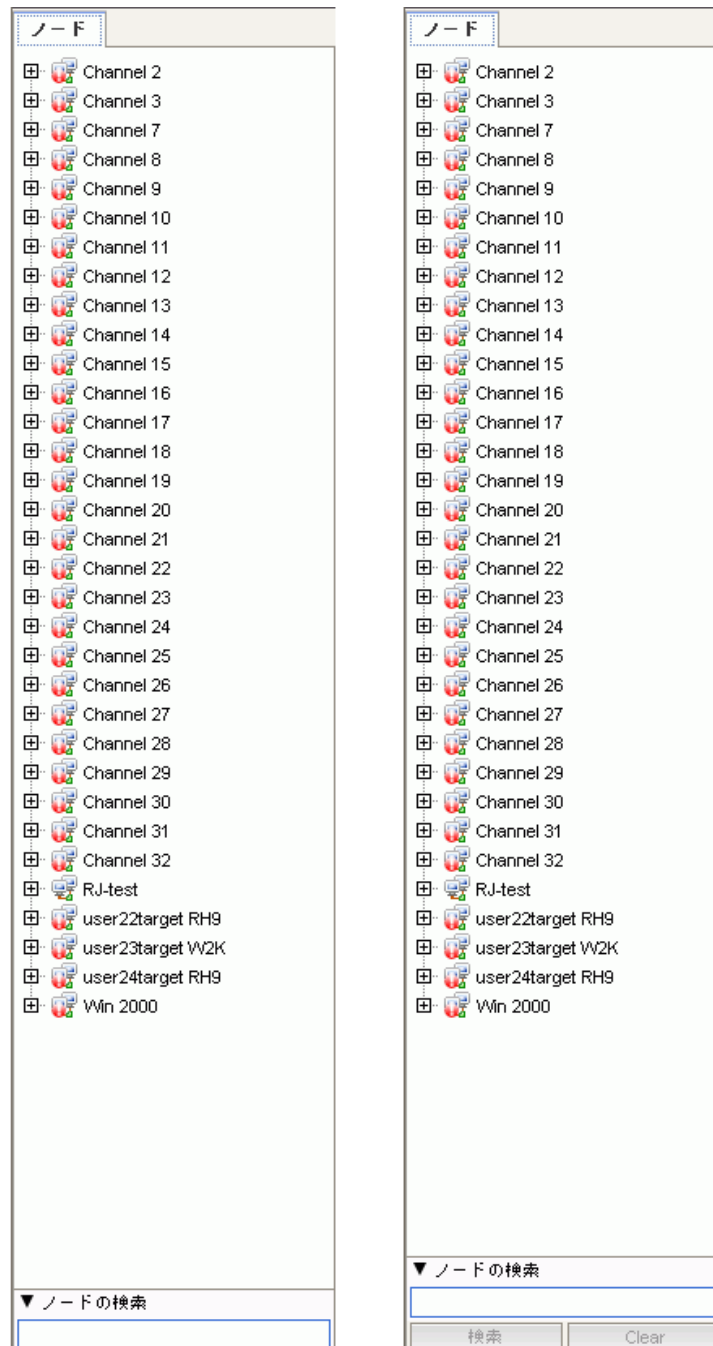 ノード
Channel 2
Channel 3
Channel 7
Channel 8
Channel 9
Channel 10
Channel 11
Channel 12
Channel 13
Channel 14
Channel 15
Channel 16
Channel 17
Channel 18
Channel 19
Channel 20
Channel 21
Channel 22
Channel 23
Channel 24
Channel 25
Channel 26
Channel 27
Channel 28
Channel 29
Channel 30
Channel 31
Channel 32
RJ-test
user22target RH9
user23target W2K
user24target RH9
Win 2000
▼ ノードの検索
ノード
Channel 2
Channel 3
Channel 7
Channel 8
Channel 9
Channel 10
Channel 11
Channel 12
Channel 13
Channel 14
Channel 15
Channel 16
Channel 17
Channel 18
Channel 19
Channel 20
Channel 21
Channel 22
Channel 23
Channel 24
Channel 25
Channel 26
Channel 27
Channel 28
Channel 29
Channel 30
Channel 31
Channel 32
RJ-test
user22target RH9
user23target W2K
user24target RH9
Win 2000
▼ ノードの検索
検索 Clear